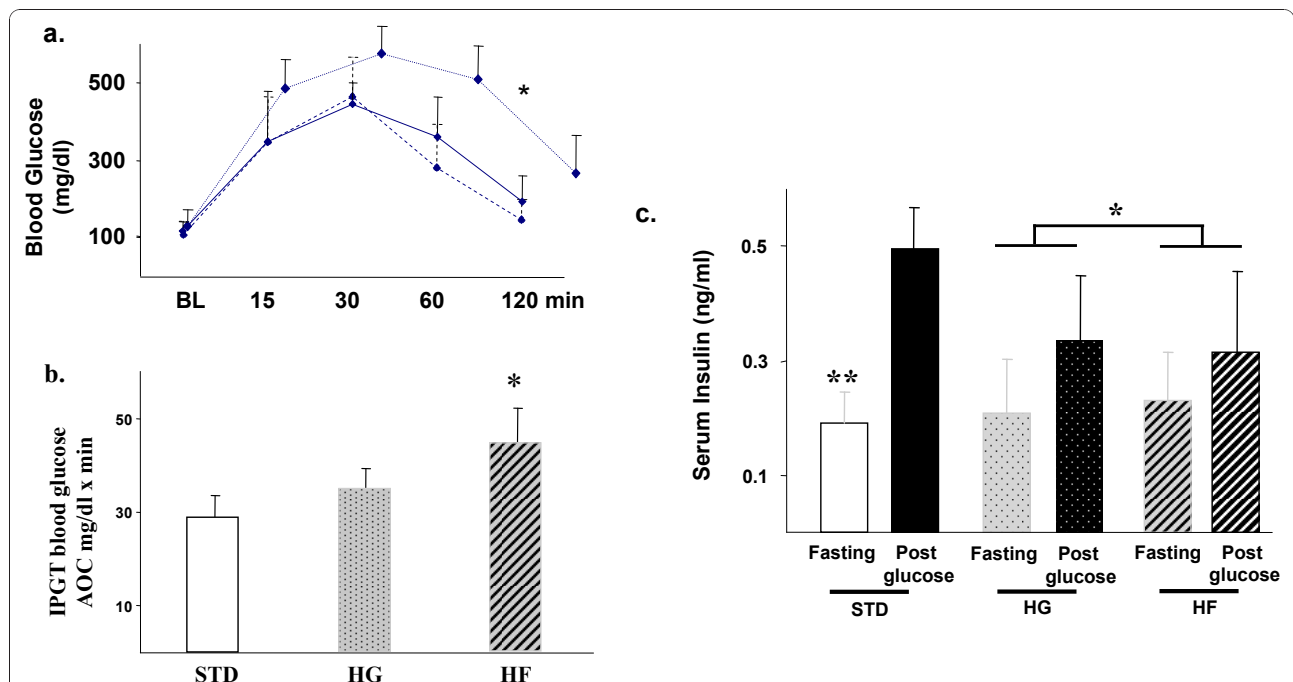 a.
Blood Glucose
(mg/dl)
500
300
100
*
BL 15 30 60 120 min
b.
IPGT blood glucose
AOC mg/dl x min
50
30
10
*
STD HG HF
c.
Serum Insulin (ng/ml)
0.5
0.3
0.1
**
*
Fasting Post Fasting Post Fasting Post
glucose glucose glucose
STD HG HF